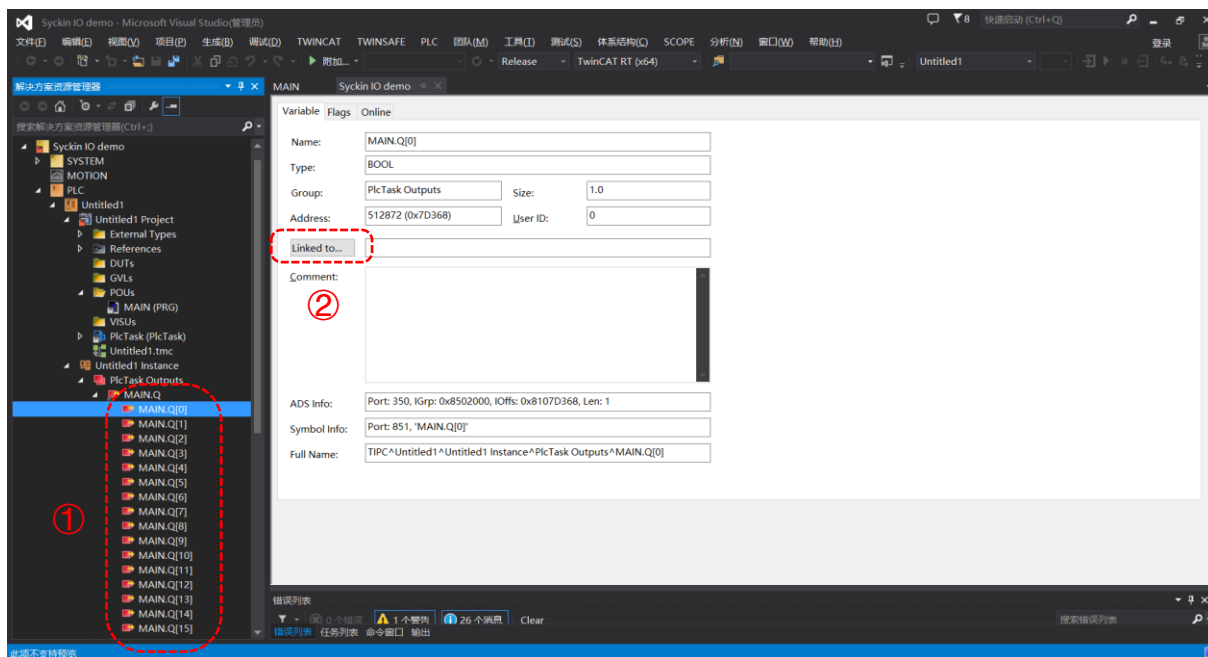 Syckin IO demo - Microsoft Visual Studio(管理员)
8 快速启动 (Ctrl+Q)
文件(F) 编辑(E) 视图(V) 项目(P) 生成(B) 调试(D) TWINCAT TWINSAFE PLC 团队(M) 工具(T) 测试(S) 体系结构(C) SCOPE 分析(N) 窗口(W) 帮助(H) 登录
附加... Release TwinCAT RT (x64) Untitled1
解决方案资源管理器
搜索解决方案资源管理器(Ctrl+;)
Syckin IO demo
SYSTEM
MOTION
PLC
Untitled1
Untitled1 Project
External Types
References
DUTs
GVLs
POUs
MAIN (PRG)
VISUs
PlcTask (PlcTask)
Untitled1.tmc
Untitled1 Instance
PlcTask Outputs
MAIN.Q
MAIN.Q[0]
MAIN.Q[1]
MAIN.Q[2]
MAIN.Q[3]
MAIN.Q[4]
MAIN.Q[5]
MAIN.Q[6]
MAIN.Q[7]
MAIN.Q[8]
MAIN.Q[9]
MAIN.Q[10]
MAIN.Q[11]
MAIN.Q[12]
MAIN.Q[13]
MAIN.Q[14]
MAIN.Q[15]
①
MAIN Syckin IO demo
Variable Flags Online
Name: MAIN.Q[0]
Type: BOOL
Group: PlcTask Outputs Size: 1.0
Address: 512872 (0x7D368) User ID: 0
Linked to...
Comment:
②
ADS Info: Port: 350, IGrp: 0x8502000, IOffs: 0x8107D368, Len: 1
Symbol Info: Port: 851, 'MAIN.Q[0]'
Full Name: TIPC^Untitled1^Untitled1 Instance^PlcTask Outputs^MAIN.Q[0]
错误列表
0 个错误 1 个警告 26 个消息 Clear 搜索错误列表
错误列表 任务列表 命令窗口 输出
此项不支持预览